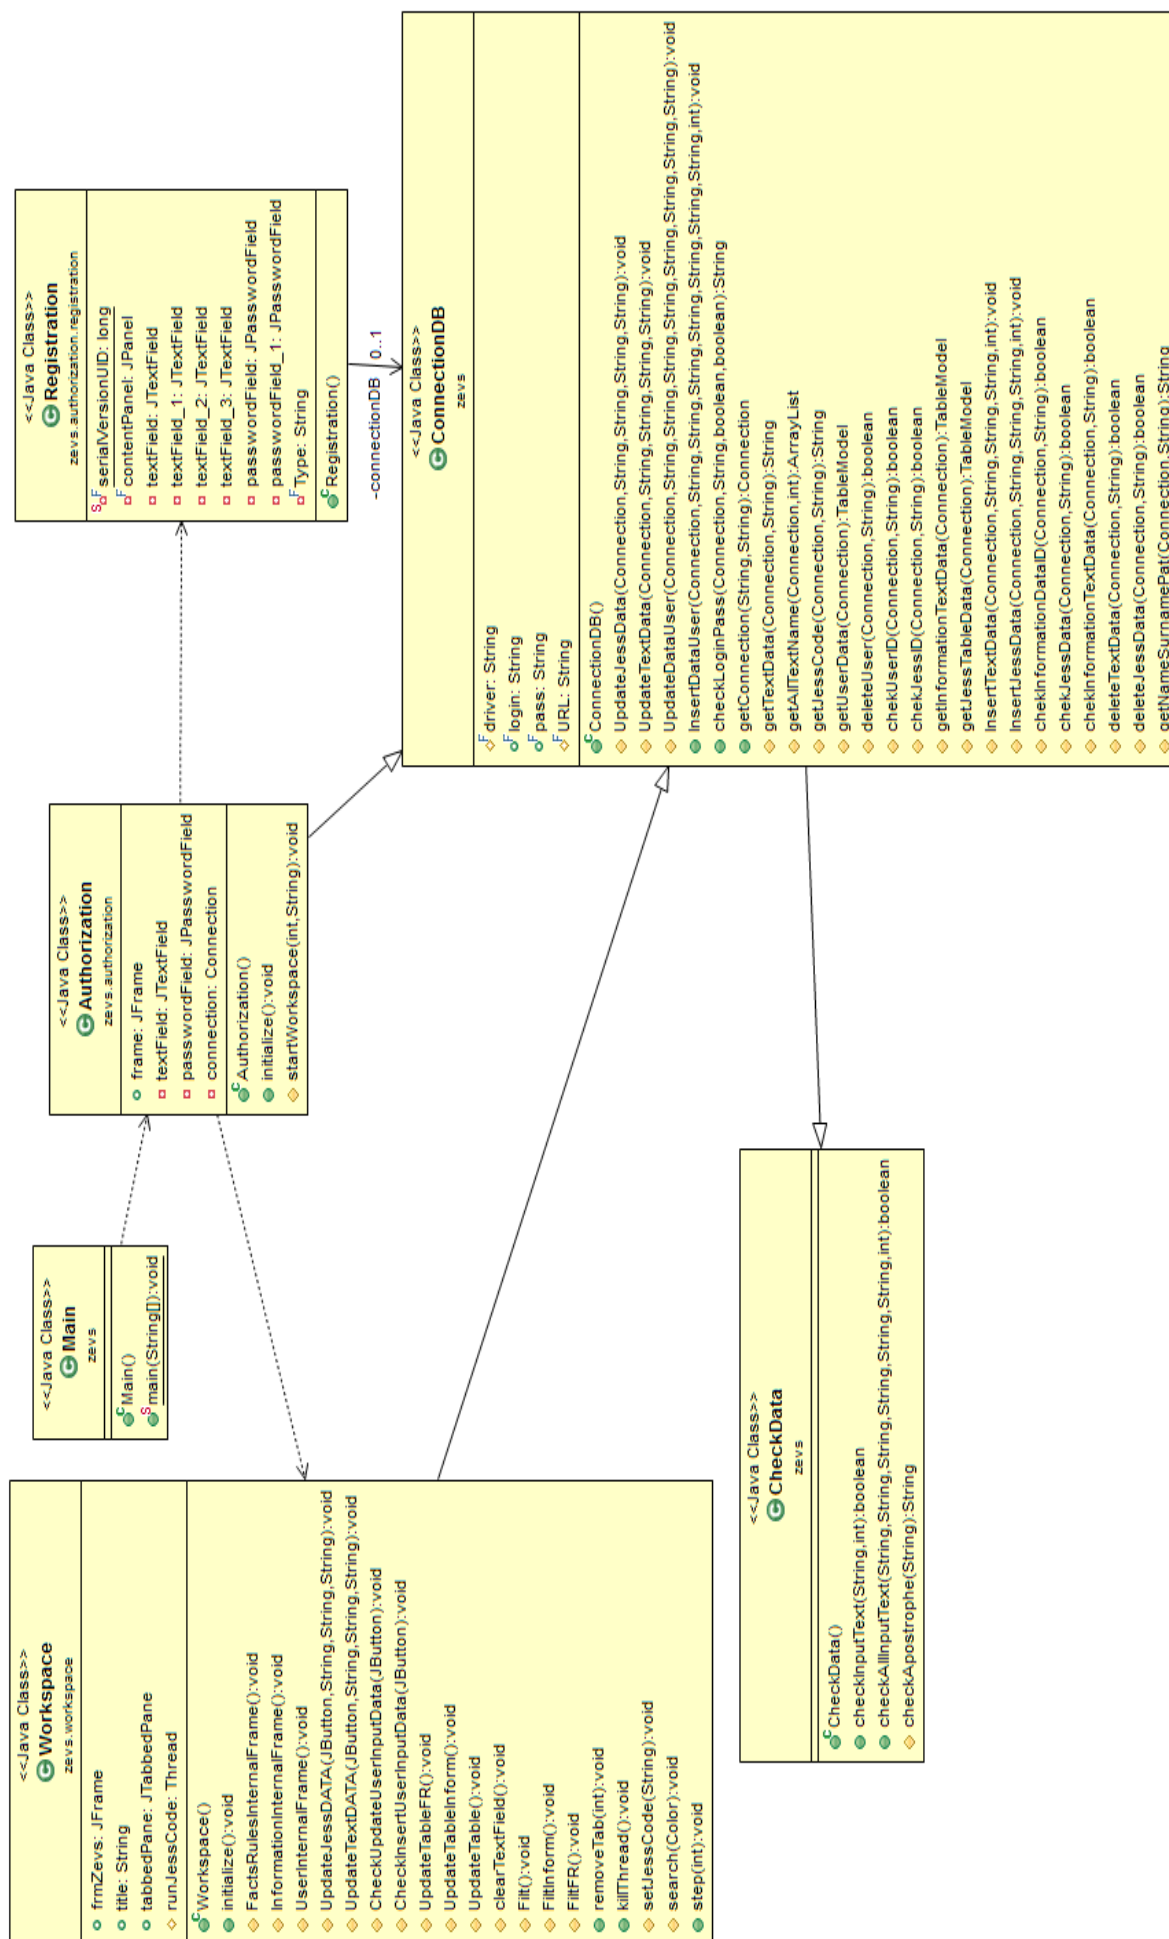 <<Java Class>>
Workspace
zevs.workspace
frmZevs: JFrame
title: String
tabbedPane: JTabbedPane
runJessCode: Thread
Workspace()
initialize():void
FactsRulesInternalFrame():void
InformationInternalFrame():void
UserInternalFrame():void
UpdateJessDATA(JButton,String,String):void
UpdateTextDATA(JButton,String,String):void
CheckUpdateUserInputData(JButton):void
CheckInsertUserInputData(JButton):void
UpdateTableFR():void
UpdateTableInform():void
UpdateTable():void
clearTextField():void
Filt():void
FiltInform():void
FiltFR():void
removeTab(int):void
killThread():void
setJessCode(String):void
search(Color):void
step(int):void
<<Java Class>>
Main
zevs
Main()
main(String[]):void
<<Java Class>>
Authorization
zevs.authorization
frame: JFrame
textField: JTextField
passwordField: JPasswordField
connection: Connection
Authorization()
initialize():void
startWorkspace(int,String):void
<<Java Class>>
Registration
zevs.authorization.registration
serialVersionUID: long
contentPanel: JPanel
textField: JTextField
textField_1: JTextField
textField_2: JTextField
textField_3: JTextField
passwordField: JPasswordField
passwordField_1: JPasswordField
Type: String
Registration()
-connectionDB 0..1
<<Java Class>>
CheckData
zevs
CheckData()
checkInputText(String,int):boolean
checkAllInputText(String,String,String,String,String,int):boolean
checkApostrophe(String):String
<<Java Class>>
ConnectionDB
zevs
driver: String
login: String
pass: String
URL: String
ConnectionDB()
UpdateJessData(Connection,String,String,String):void
UpdateTextData(Connection,String,String,String):void
UpdateDataUser(Connection,String,String,String,String,String,String):void
InsertDataUser(Connection,String,String,String,String,String,int):void
checkLoginPass(Connection,String,boolean,boolean):String
getConnection(String,String):Connection
getTextData(Connection,String):String
getAllTextName(Connection,int):ArrayList
getJessCode(Connection,String):String
getUserData(Connection):TableModel
deleteUser(Connection,String):boolean
chekUserID(Connection,String):boolean
chekJessID(Connection,String):boolean
getInformationTextData(Connection):TableModel
getJessTableData(Connection):TableModel
InsertTextData(Connection,String,String,String,int):void
InsertJessData(Connection,String,String,String,int):void
chekInformationDataID(Connection,String):boolean
chekJessData(Connection,String):boolean
chekInformationTextData(Connection,String):boolean
deleteTextData(Connection,String):boolean
deleteJessData(Connection,String):boolean
getNameSurnamePat(Connection,String):String